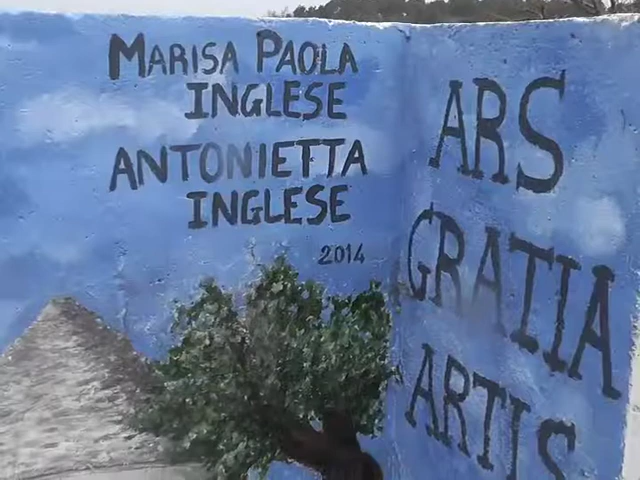 MARISA PAOLA
INGLESE
ANTONIETTA
INGLESE
2014
ARS
GRATIA
ARTIS